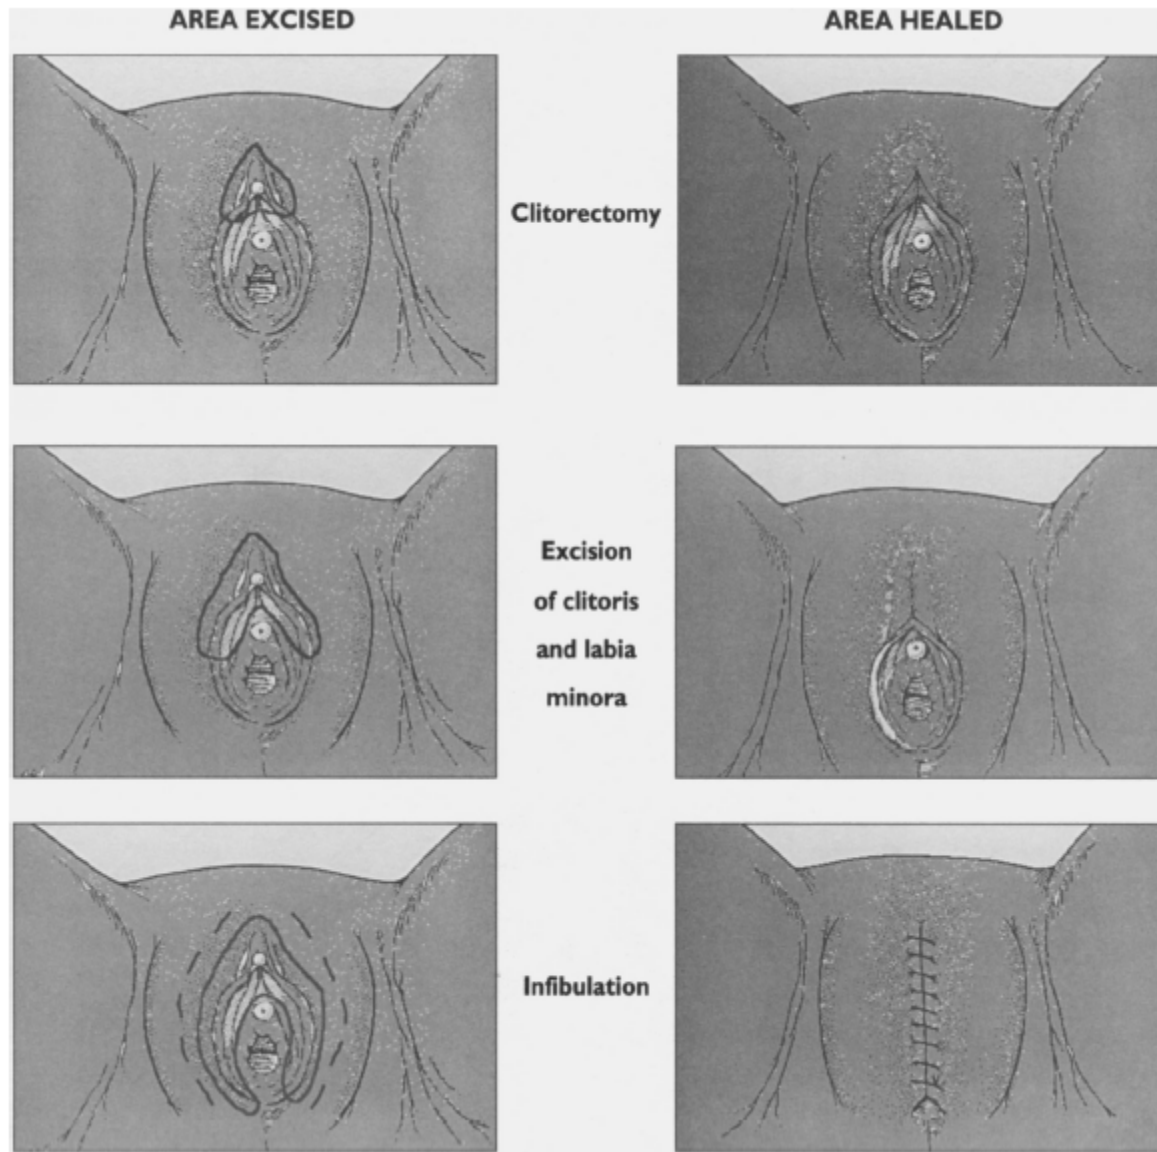 AREA EXCISED
AREA HEALED
Clitorectomy
Excision
of clitoris
and labia
minora
Infibulation